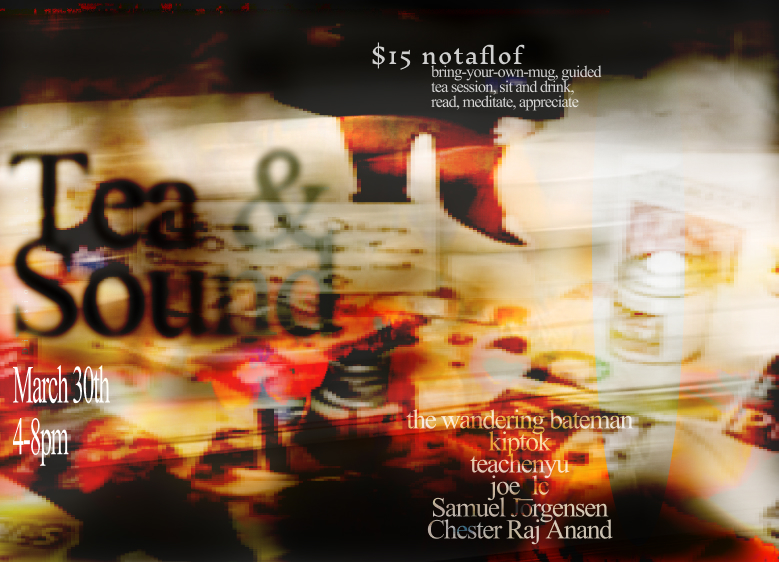 $15 notaflof
bring-your-own-mug, guided
tea session, sit and drink,
read, meditate, appreciate
Tea &
Sound
March 30th
4-8pm
the wandering bateman
kiptok
teachenyu
joe_lc
Samuel Jorgensen
Chester Raj Anand